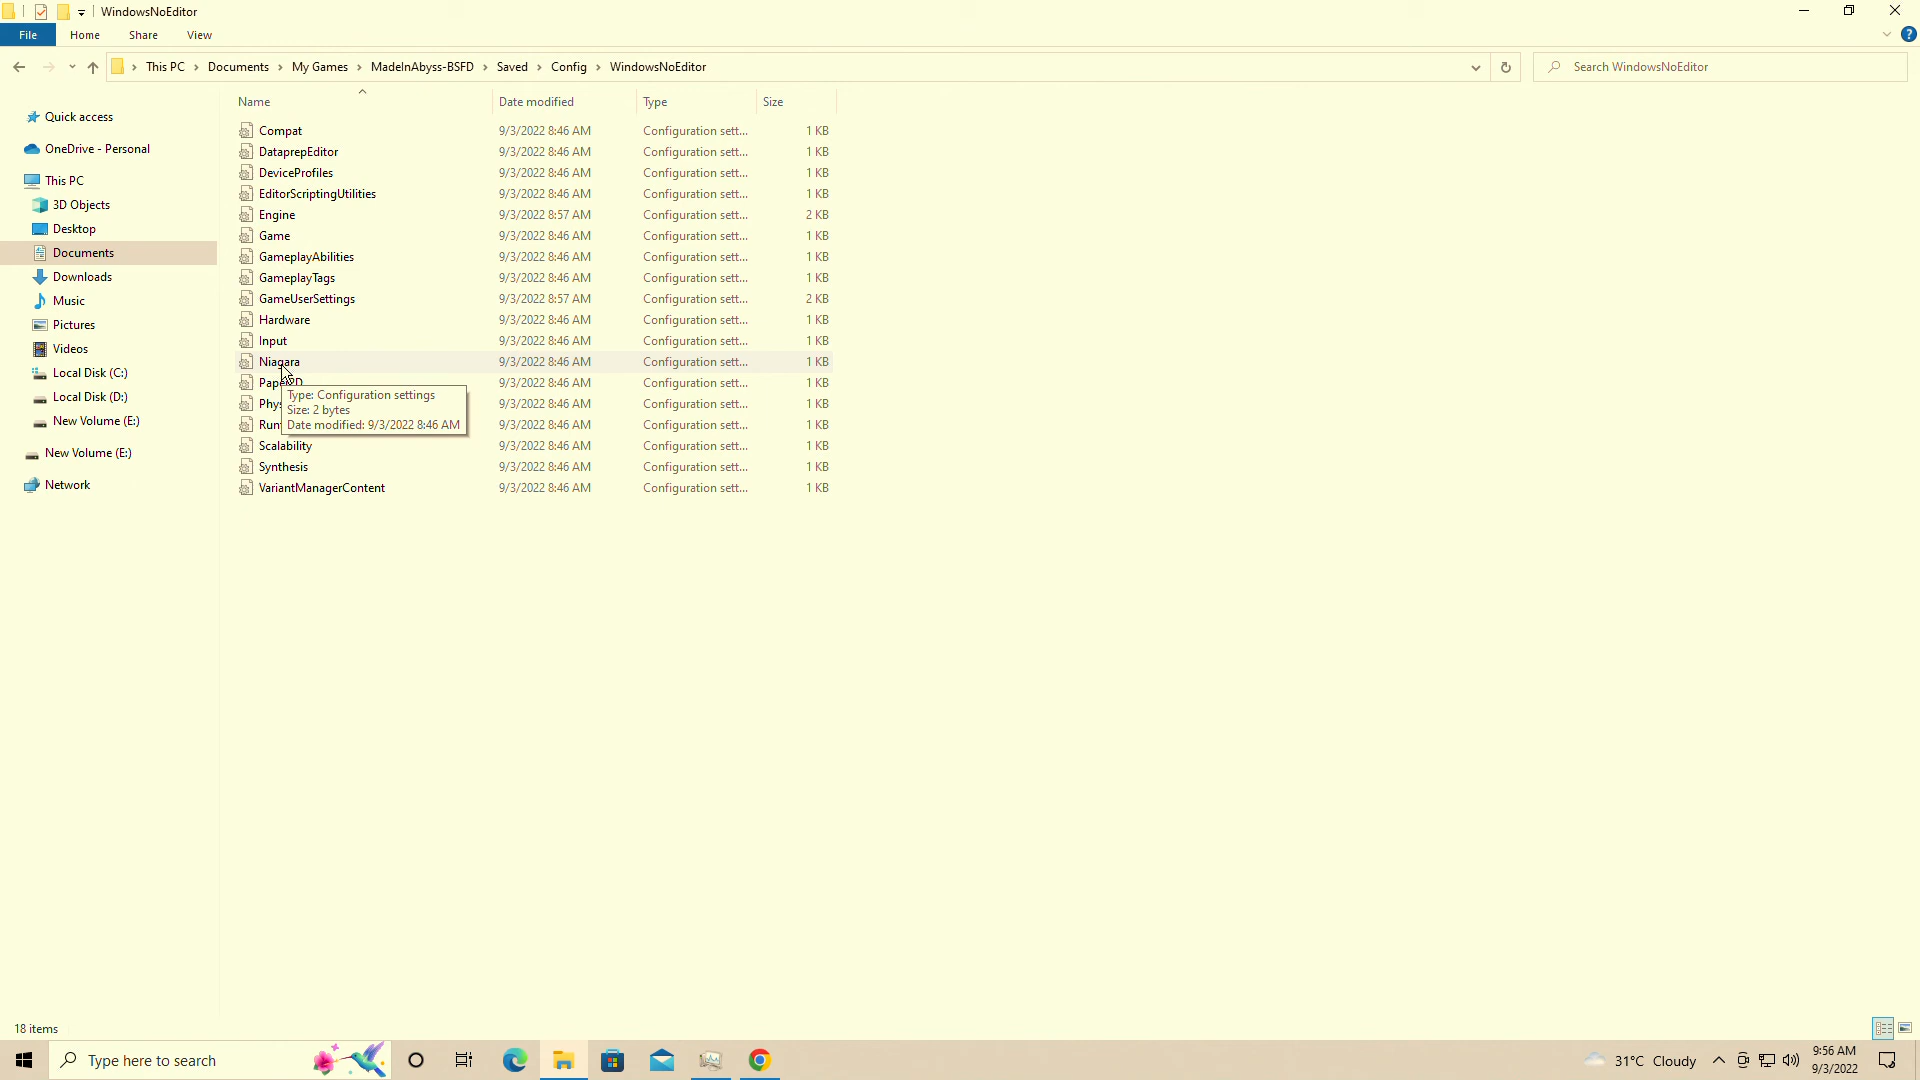 WindowsNoEditor
File Home Share View
This PC Documents My Games MadeInAbyss-BSFD Saved Config WindowsNoEditor
Search WindowsNoEditor
Name Date modified Type Size
Quick access
OneDrive - Personal
This PC
3D Objects
Desktop
Documents
Downloads
Music
Pictures
Videos
Local Disk (C:)
Local Disk (D:)
New Volume (E:)
New Volume (E:)
Network
Compat 9/3/2022 8:46 AM Configuration sett... 1 KB
DataprepEditor 9/3/2022 8:46 AM Configuration sett... 1 KB
DeviceProfiles 9/3/2022 8:46 AM Configuration sett... 1 KB
EditorScriptingUtilities 9/3/2022 8:46 AM Configuration sett... 1 KB
Engine 9/3/2022 8:57 AM Configuration sett... 2 KB
Game 9/3/2022 8:46 AM Configuration sett... 1 KB
GameplayAbilities 9/3/2022 8:46 AM Configuration sett... 1 KB
GameplayTags 9/3/2022 8:46 AM Configuration sett... 1 KB
GameUserSettings 9/3/2022 8:57 AM Configuration sett... 2 KB
Hardware 9/3/2022 8:46 AM Configuration sett... 1 KB
Input 9/3/2022 8:46 AM Configuration sett... 1 KB
Niagara 9/3/2022 8:46 AM Configuration sett... 1 KB
9/3/2022 8:46 AM Configuration sett... 1 KB
9/3/2022 8:46 AM Configuration sett... 1 KB
9/3/2022 8:46 AM Configuration sett... 1 KB
Type: Configuration settings
Size: 2 bytes
Date modified: 9/3/2022 8:46 AM
Scalability 9/3/2022 8:46 AM Configuration sett... 1 KB
Synthesis 9/3/2022 8:46 AM Configuration sett... 1 KB
VariantManagerContent 9/3/2022 8:46 AM Configuration sett... 1 KB
18 items
Type here to search
31°C Cloudy
9:56 AM
9/3/2022